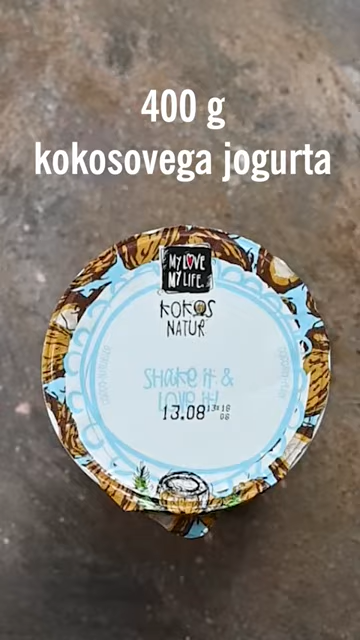 400 g
kokosovega jogurta
MY LOVE
MY LIFE.
KOKOS
NATUR
Shake it &
love it!
13.08